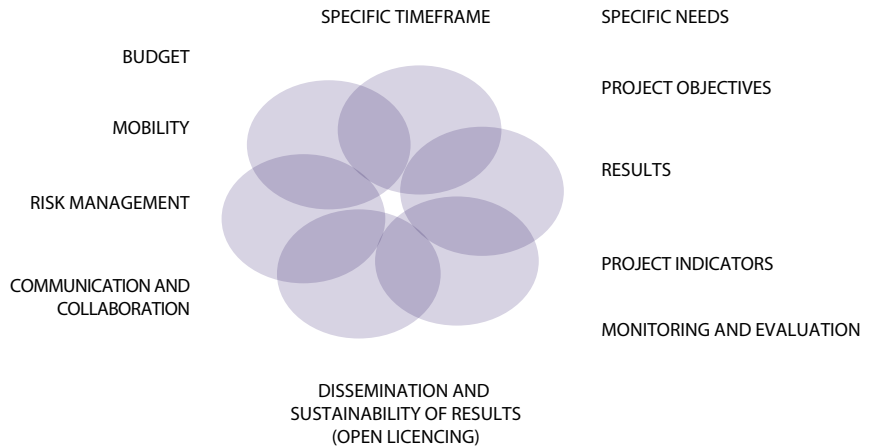 SPECIFIC TIMEFRAME
SPECIFIC NEEDS
BUDGET
PROJECT OBJECTIVES
MOBILITY
RESULTS
RISK MANAGEMENT
PROJECT INDICATORS
COMMUNICATION AND
COLLABORATION
MONITORING AND EVALUATION
DISSEMINATION AND
SUSTAINABILITY OF RESULTS
(OPEN LICENCING)